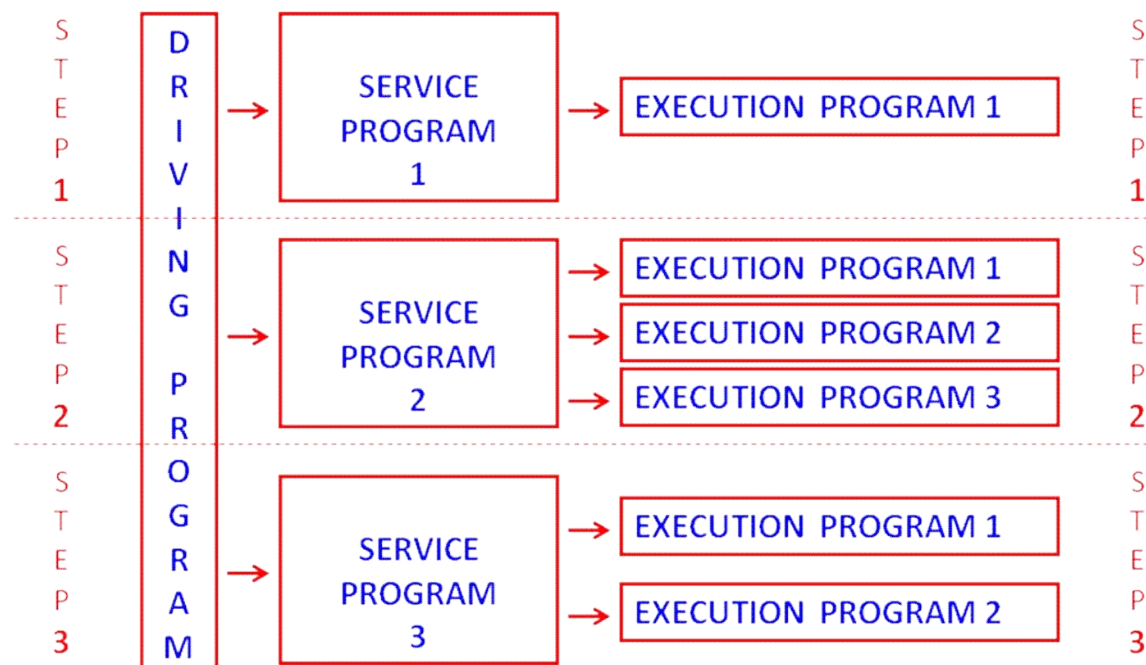 STEP 1
DRIVING PROGRAM
SERVICE
PROGRAM
1
EXECUTION PROGRAM 1
STEP 1
STEP 2
SERVICE
PROGRAM
2
EXECUTION PROGRAM 1
EXECUTION PROGRAM 2
EXECUTION PROGRAM 3
STEP 2
STEP 3
SERVICE
PROGRAM
3
EXECUTION PROGRAM 1
EXECUTION PROGRAM 2
STEP 3